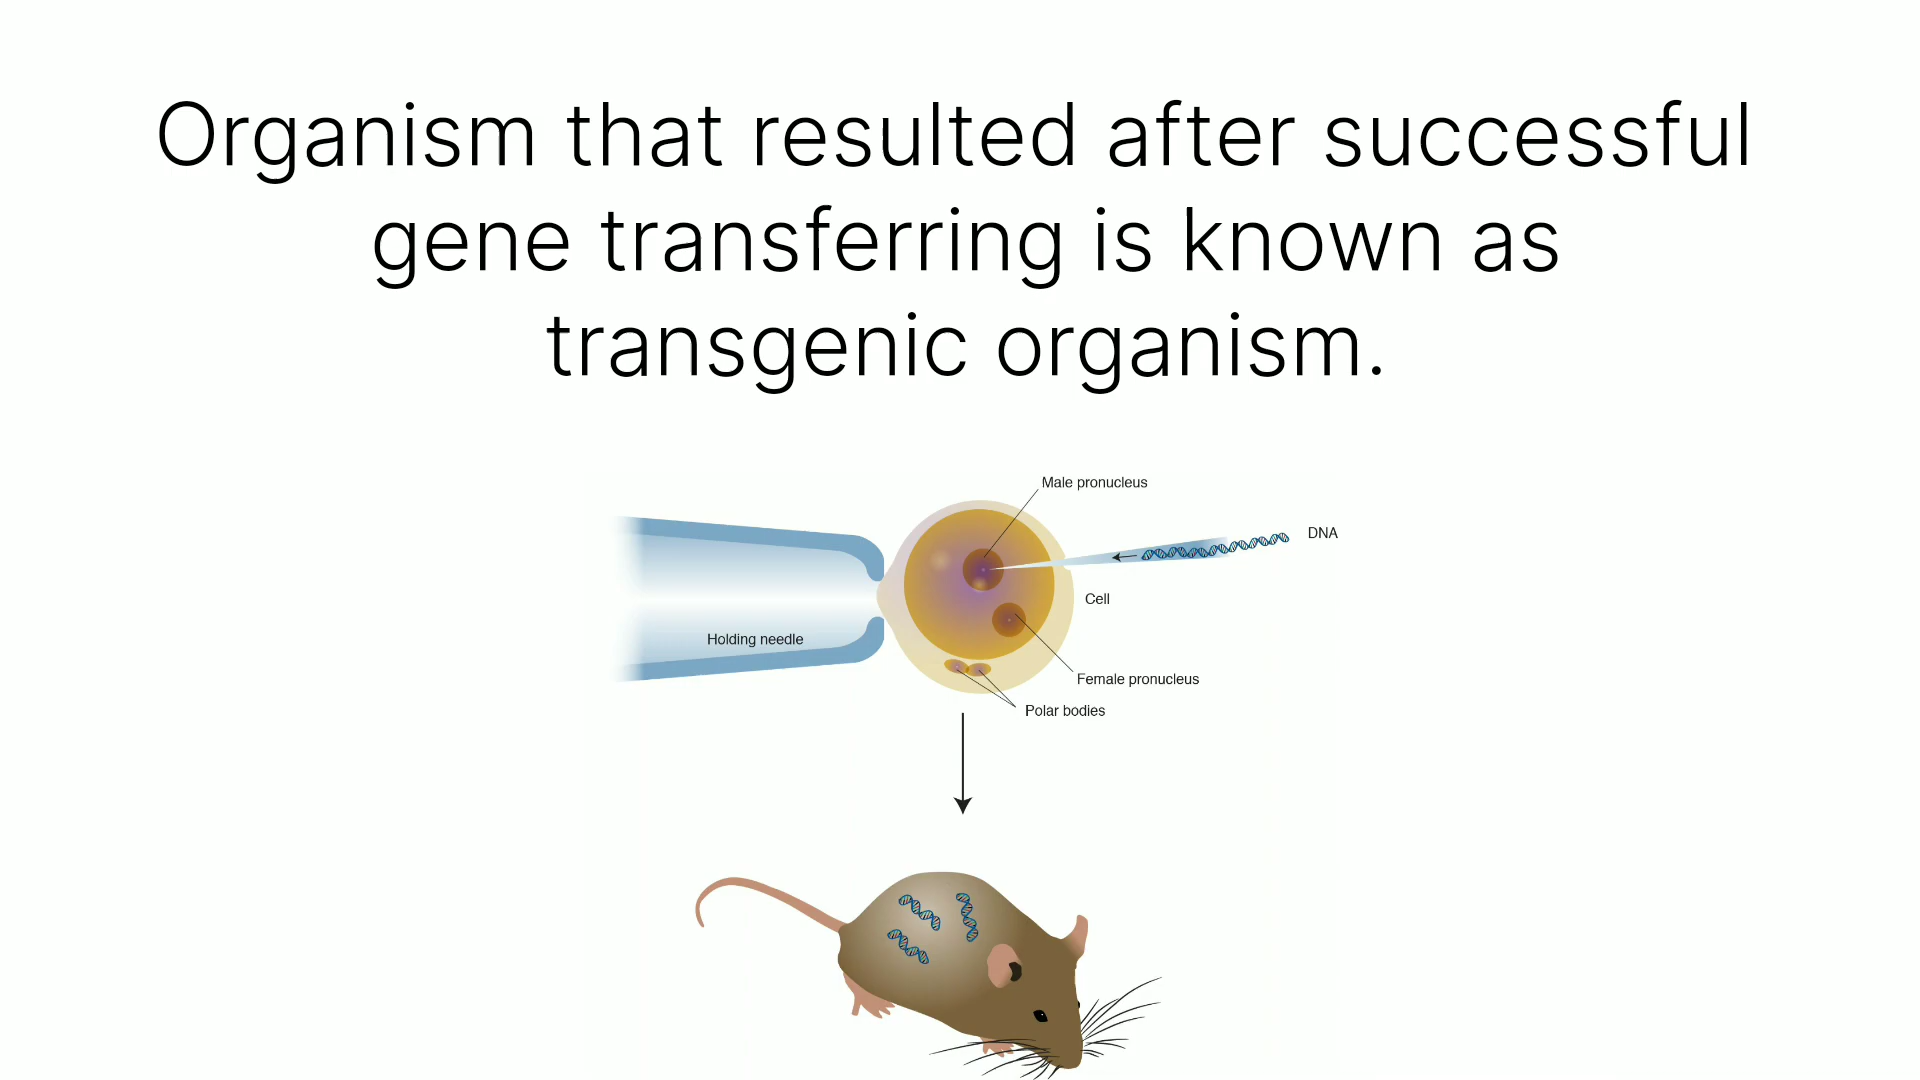 Organism that resulted after successful
gene transferring is known as
transgenic organism.
Male pronucleus
DNA
Cell
Holding needle
Female pronucleus
Polar bodies